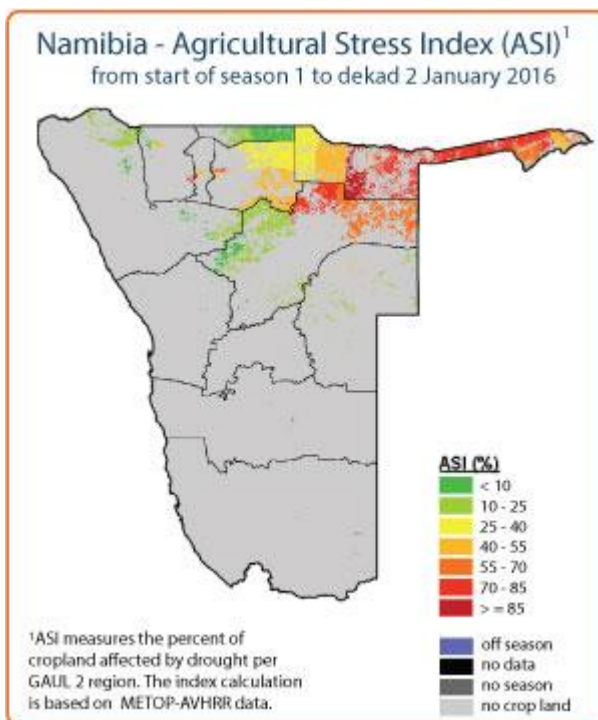 Namibia - Agricultural Stress Index (ASI)¹
from start of season 1 to dekad 2 January 2016
ASI (%)
< 10
10 - 25
25 - 40
40 - 55
55 - 70
70 - 85
> = 85
off season
no data
no season
no crop land
¹ASI measures the percent of
cropland affected by drought per
GAUL 2 region. The index calculation
is based on METOP-AVHRR data.